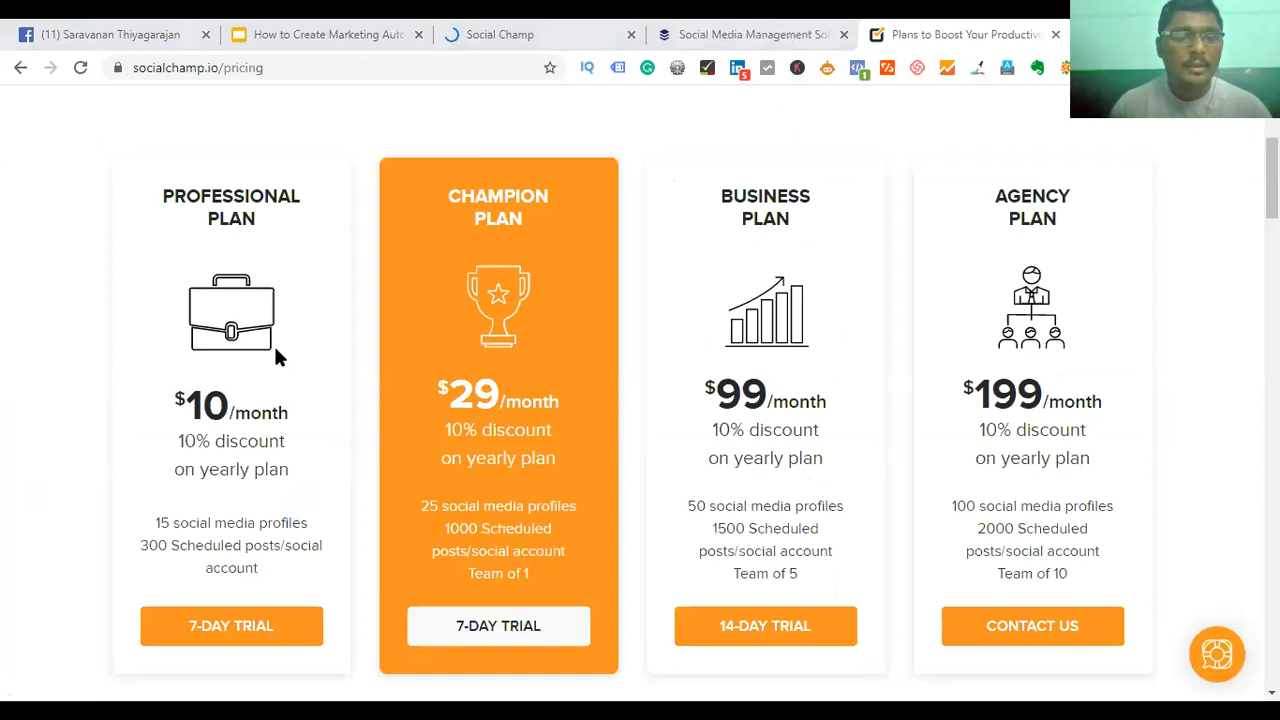 (11) Saravanan Thiyagarajan
How to Create Marketing Auto
Social Champ
Social Media Management Sol
Plans to Boost Your Productivi
socialchamp.io/pricing
5
1
PROFESSIONAL
PLAN
$10/month
10% discount
on yearly plan
15 social media profiles
300 Scheduled posts/social
account
7-DAY TRIAL
CHAMPION
PLAN
$29/month
10% discount
on yearly plan
25 social media profiles
1000 Scheduled
posts/social account
Team of 1
7-DAY TRIAL
BUSINESS
PLAN
$99/month
10% discount
on yearly plan
50 social media profiles
1500 Scheduled
posts/social account
Team of 5
14-DAY TRIAL
AGENCY
PLAN
$199/month
10% discount
on yearly plan
100 social media profiles
2000 Scheduled
posts/social account
Team of 10
CONTACT US